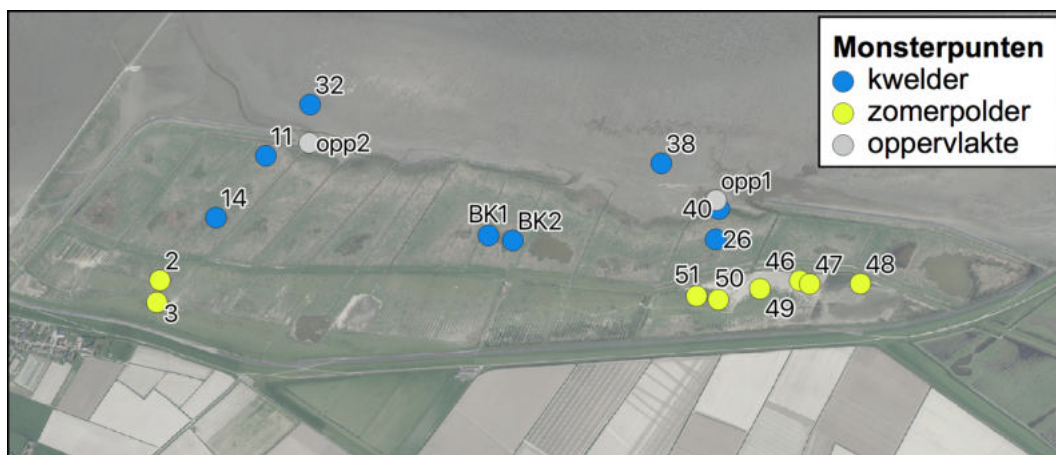 Monsterpunten
kwelder
zomerpolder
oppervlakte
32
11
opp2
38
14
opp1
40
BK1
BK2
26
2
3
51
50
46
47
48
49